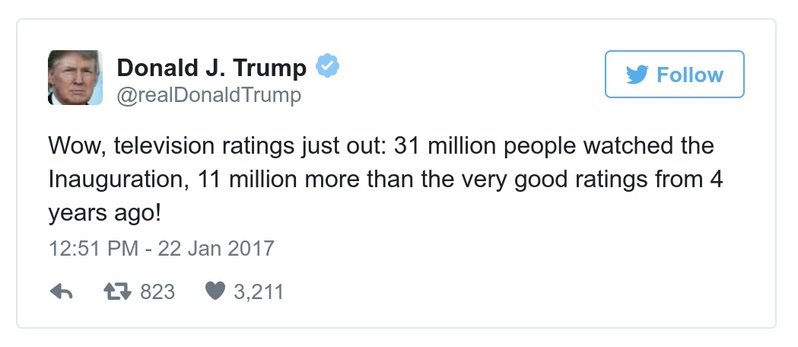 Donald J. Trump
@realDonaldTrump
Follow
Wow, television ratings just out: 31 million people watched the
Inauguration, 11 million more than the very good ratings from 4
years ago!
12:51 PM - 22 Jan 2017
823 3,211